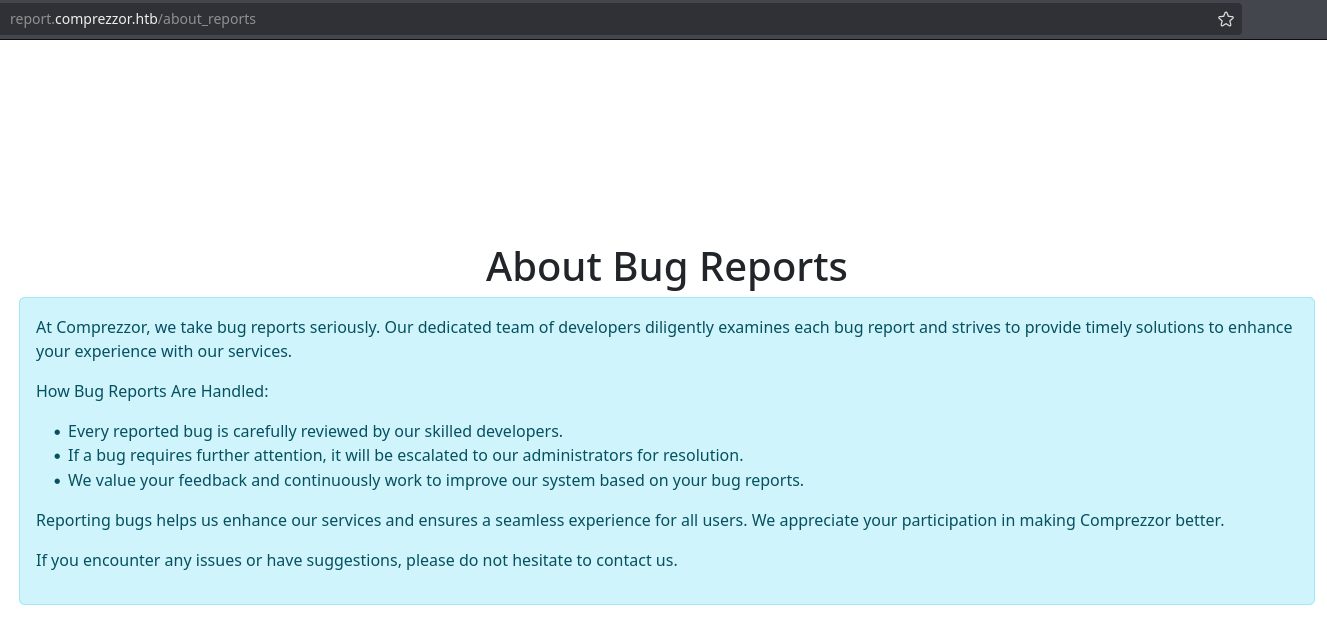 report.comprezzor.htb/about_reports
About Bug Reports
At Comprezzor, we take bug reports seriously. Our dedicated team of developers diligently examines each bug report and strives to provide timely solutions to enhance
your experience with our services.
How Bug Reports Are Handled:
• Every reported bug is carefully reviewed by our skilled developers.
• If a bug requires further attention, it will be escalated to our administrators for resolution.
• We value your feedback and continuously work to improve our system based on your bug reports.
Reporting bugs helps us enhance our services and ensures a seamless experience for all users. We appreciate your participation in making Comprezzor better.
If you encounter any issues or have suggestions, please do not hesitate to contact us.